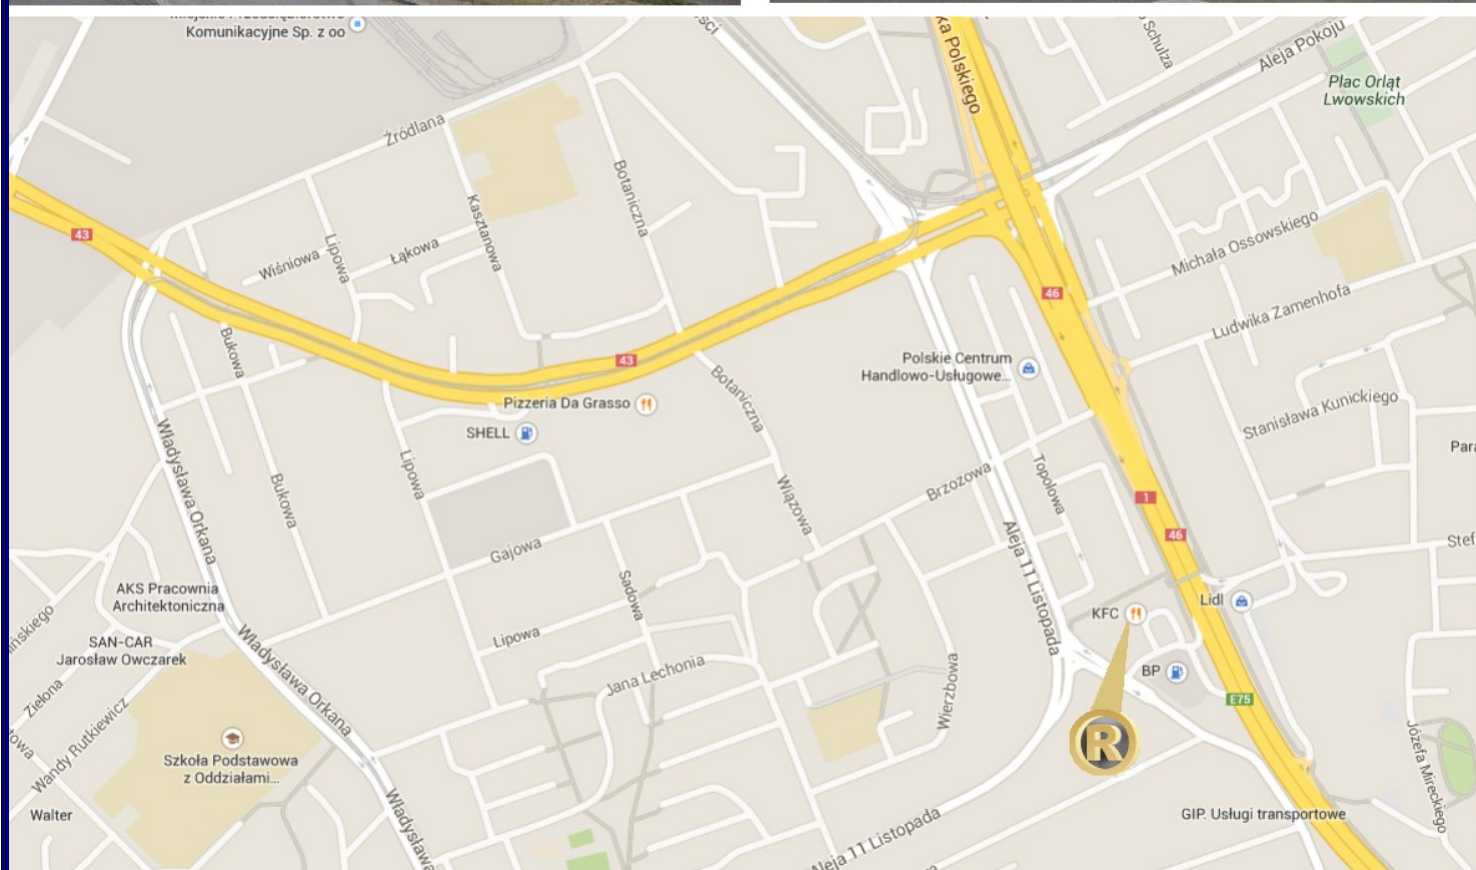 Komunikacyjne Sp. z oo
ka Polskiego
Schulza
Aleja Pokoju
Plac Orląt
Lwowskich
Źródlana
Botaniczna
Kasztanowa
Lipowa
Łąkowa
Wiśniowa
43
Michała Ossowskiego
46
Ludwika Zamenhofa
Bukowa
43
Polskie Centrum
Handlowo-Usługowe...
Botaniczna
Pizzeria Da Grasso
SHELL
Stanisława Kunickiego
Para
Władysława Orkana
Lipowa
Bukowa
Wiązowa
Brzozowa
Topolowa
1
46
Stef
Gajowa
Aleja 11 Listopada
AKS Pracownia
Architektoniczna
Sadowa
KFC
Lidl
ińskiego
SAN-CAR
Jarosław Owczarek
Lipowa
Władysława Orkana
Jana Lechonia
Wierzbowa
BP
E75
Zielona
Wandy Rutkiewicz
towa
R
Szkoła Podstawowa
z Oddziałami...
Józefa Mireckiego
Walter
Władysława
Aleja 11 Listopada
GIP. Usługi transportowe